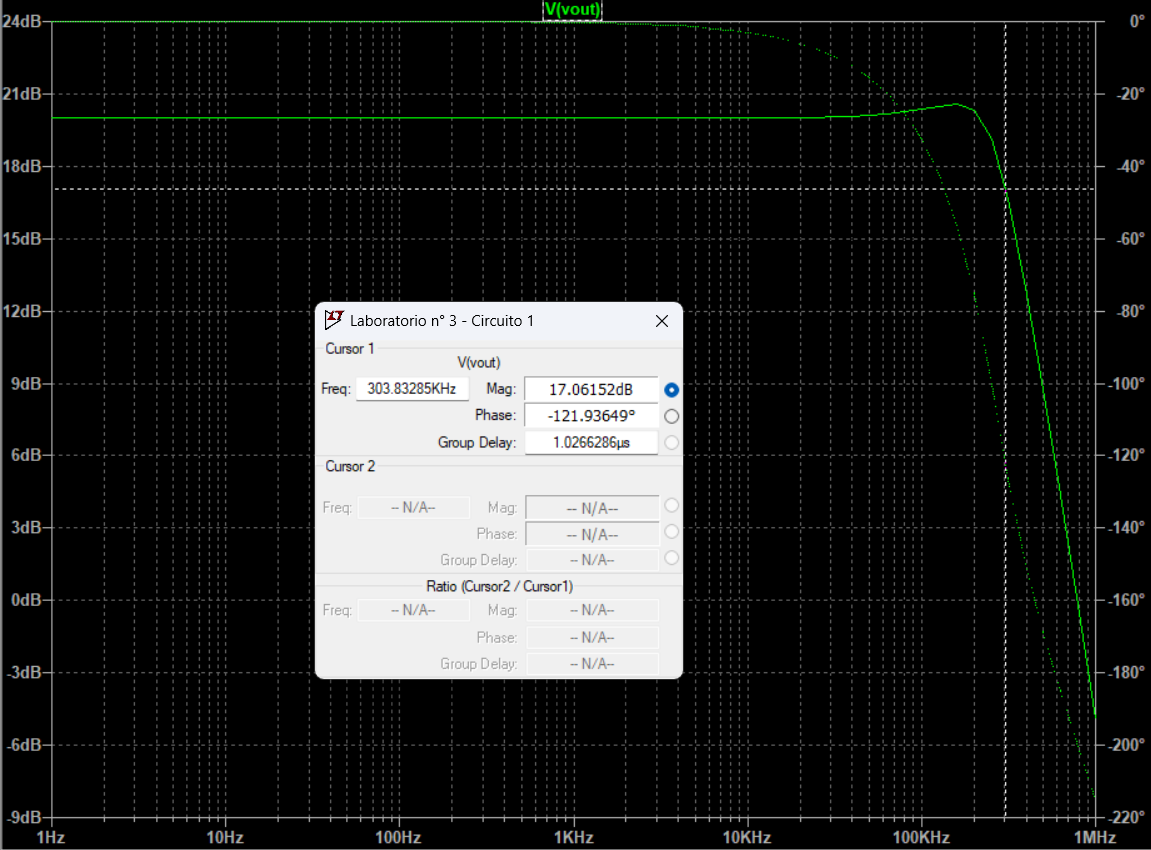 V(vout)
24dB
0°
21dB
-20°
18dB
-40°
15dB
-60°
12dB
-80°
9dB
-100°
6dB
-120°
3dB
-140°
0dB
-160°
-3dB
-180°
-6dB
-200°
-9dB
-220°
1Hz 10Hz 100Hz 1KHz 10KHz 100KHz 1MHz
Laboratorio n° 3 - Circuito 1
Cursor 1
V(vout)
Freq: 303.83285KHz Mag: 17.06152dB
Phase: -121.93649°
Group Delay: 1.0266286µs
Cursor 2
Freq: -- N/A-- Mag: -- N/A--
Phase: -- N/A--
Group Delay: -- N/A--
Ratio (Cursor2 / Cursor1)
Freq: -- N/A-- Mag: -- N/A--
Phase: -- N/A--
Group Delay: -- N/A--